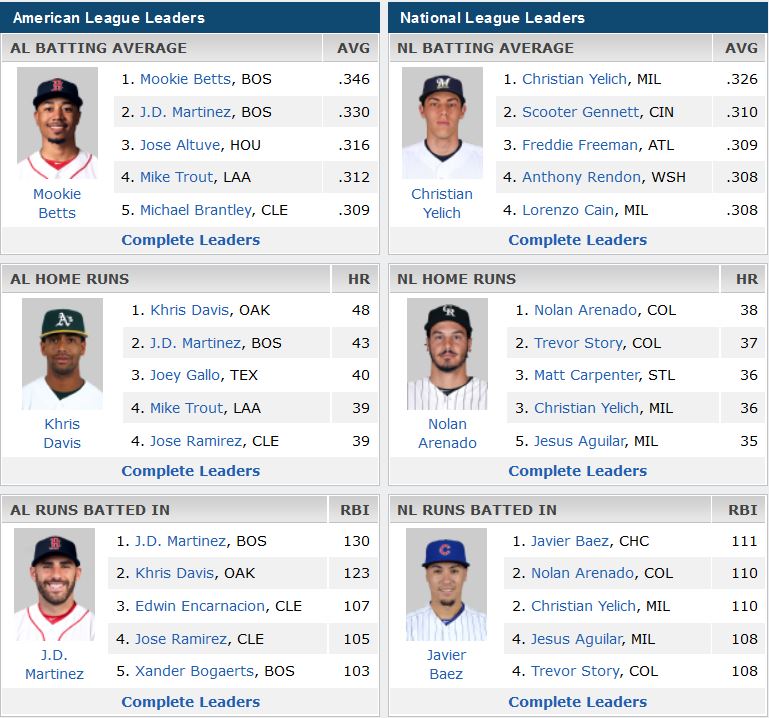 American League Leaders
AL BATTING AVERAGE AVG
1. Mookie Betts, BOS .346
2. J.D. Martinez, BOS .330
3. Jose Altuve, HOU .316
4. Mike Trout, LAA .312
5. Michael Brantley, CLE .309
Mookie
Betts
Complete Leaders
AL HOME RUNS HR
1. Khris Davis, OAK 48
2. J.D. Martinez, BOS 43
3. Joey Gallo, TEX 40
4. Mike Trout, LAA 39
4. Jose Ramirez, CLE 39
Khris
Davis
Complete Leaders
AL RUNS BATTED IN RBI
1. J.D. Martinez, BOS 130
2. Khris Davis, OAK 123
3. Edwin Encarnacion, CLE 107
4. Jose Ramirez, CLE 105
5. Xander Bogaerts, BOS 103
J.D.
Martinez
Complete Leaders
National League Leaders
NL BATTING AVERAGE AVG
1. Christian Yelich, MIL .326
2. Scooter Gennett, CIN .310
3. Freddie Freeman, ATL .309
4. Anthony Rendon, WSH .308
4. Lorenzo Cain, MIL .308
Christian
Yelich
Complete Leaders
NL HOME RUNS HR
1. Nolan Arenado, COL 38
2. Trevor Story, COL 37
3. Matt Carpenter, STL 36
3. Christian Yelich, MIL 36
5. Jesus Aguilar, MIL 35
Nolan
Arenado
Complete Leaders
NL RUNS BATTED IN RBI
1. Javier Baez, CHC 111
2. Nolan Arenado, COL 110
2. Christian Yelich, MIL 110
4. Jesus Aguilar, MIL 108
4. Trevor Story, COL 108
Javier
Baez
Complete Leaders